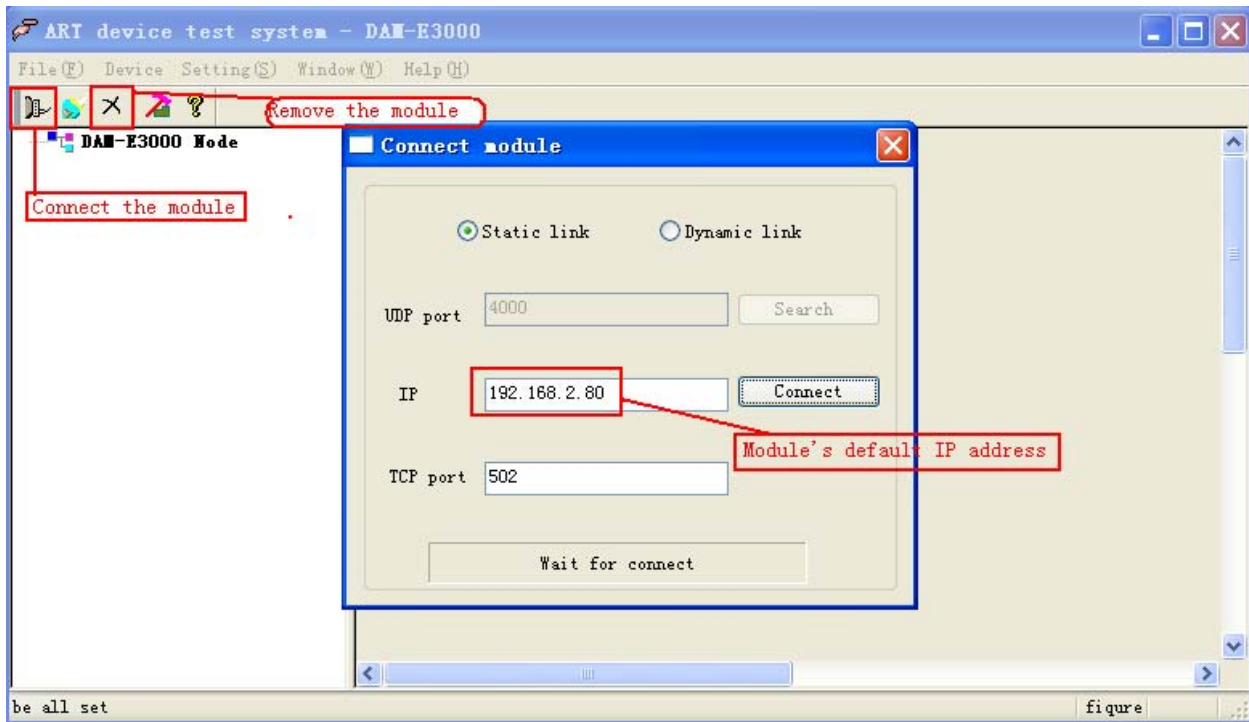 ART device test system - DAM-E3000
File(F) Device Setting(S) Window(W) Help(H)
Remove the module
DAM-E3000 Node
Connect the module
Connect module
Static link Dynamic link
UDP port 4000 Search
IP 192.168.2.80 Connect
Module's default IP address
TCP port 502
Wait for connect
be all set fiqure